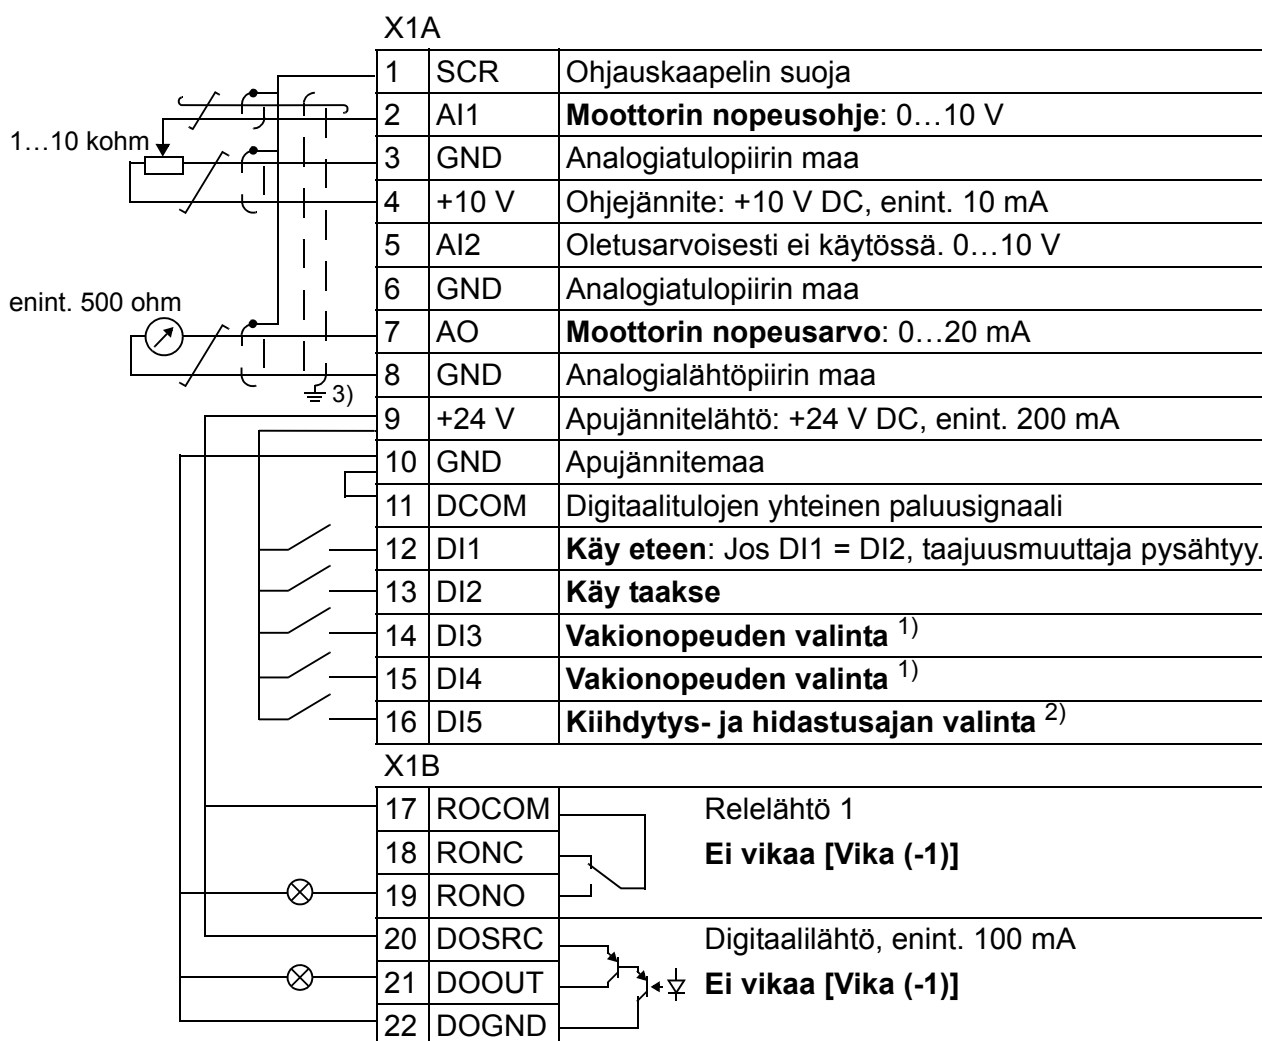 X1A
1 SCR Ohjauskaapelin suoja
2 AI1 Moottorin nopeusohje: 0…10 V
1…10 kohm
3 GND Analogiatulopiirin maa
4 +10 V Ohjejännite: +10 V DC, enint. 10 mA
5 AI2 Oletusarvoisesti ei käytössä. 0…10 V
6 GND Analogiatulopiirin maa
enint. 500 ohm
7 AO Moottorin nopeusarvo: 0…20 mA
8 GND Analogialähtöpiirin maa
3)
9 +24 V Apujännitelähtö: +24 V DC, enint. 200 mA
10 GND Apujännitemaa
11 DCOM Digitaalitulojen yhteinen paluusignaali
12 DI1 Käy eteen: Jos DI1 = DI2, taajuusmuuttaja pysähtyy.
13 DI2 Käy taakse
14 DI3 Vakionopeuden valinta 1)
15 DI4 Vakionopeuden valinta 1)
16 DI5 Kiihdytys- ja hidastusajan valinta 2)
X1B
17 ROCOM Relelähtö 1
18 RONC Ei vikaa [Vika (-1)]
19 RONO
20 DOSRC Digitaalilähtö, enint. 100 mA
21 DOOUT Ei vikaa [Vika (-1)]
22 DOGND